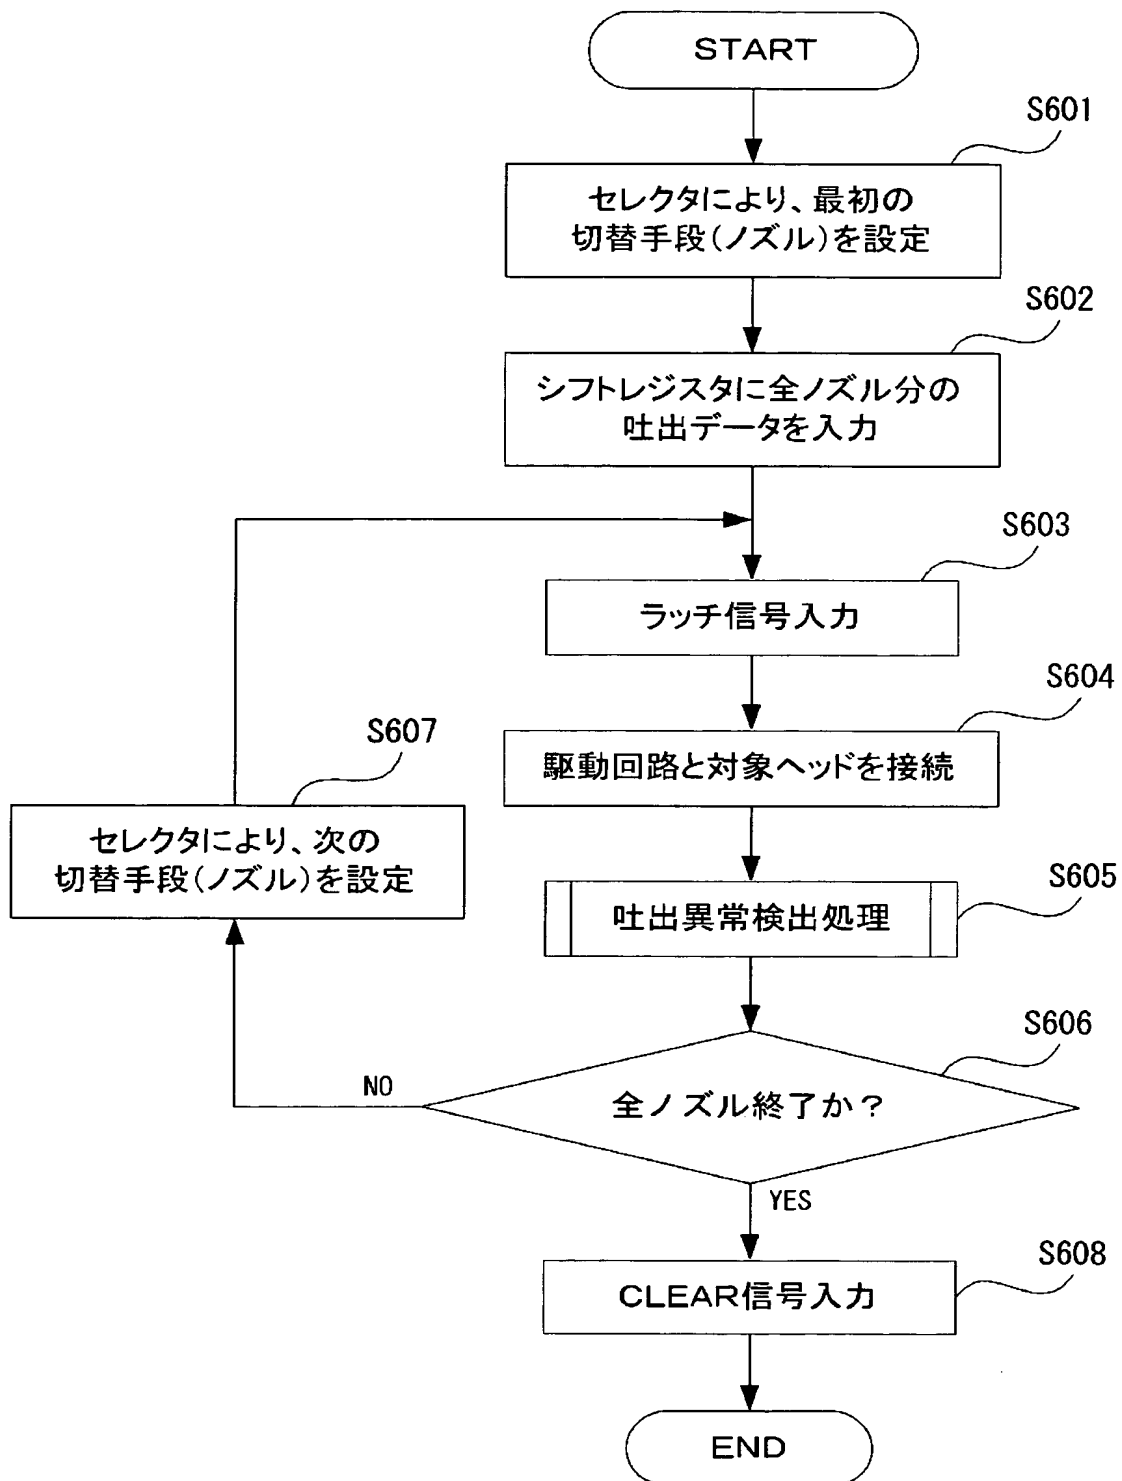 START
S601
セレクタにより、最初の
切替手段(ノズル)を設定
S602
シフトレジスタに全ノズル分の
吐出データを入力
S603
ラッチ信号入力
S604
駆動回路と対象ヘッドを接続
S607
セレクタにより、次の
切替手段(ノズル)を設定
S605
吐出異常検出処理
S606
NO
全ノズル終了か?
YES
S608
CLEAR信号入力
END